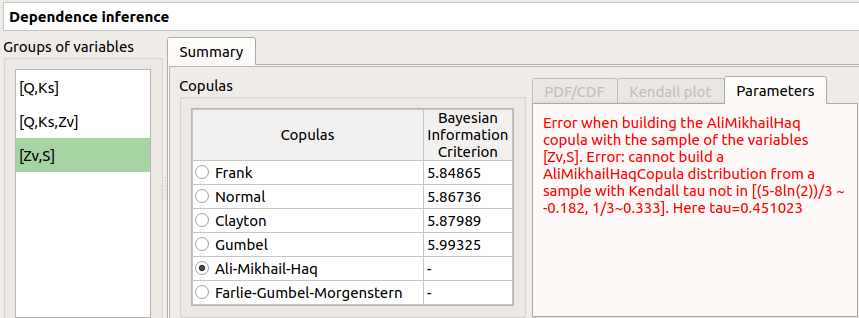 Dependence inference
Groups of variables
[Q,Ks]
[Q,Ks,Zv]
[Zv,S]
Summary
Copulas
Copulas
Bayesian
Information
Criterion
Frank 5.84865
Normal 5.86736
Clayton 5.87989
Gumbel 5.99325
Ali-Mikhail-Haq -
Farlie-Gumbel-Morgenstern -
PDF/CDF Kendall plot Parameters
Error when building the AliMikhailHaq
copula with the sample of the variables
[Zv,S]. Error: cannot build a
AliMikhailHaqCopula distribution from a
sample with Kendall tau not in [(5-8ln(2))/3 ~
-0.182, 1/3~0.333]. Here tau=0.451023